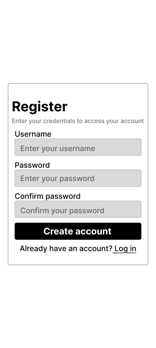 Register
Enter your credentials to access your account
Username
Enter your username
Password
Enter your password
Confirm password
Confirm your password
Create account
Already have an account? Log in